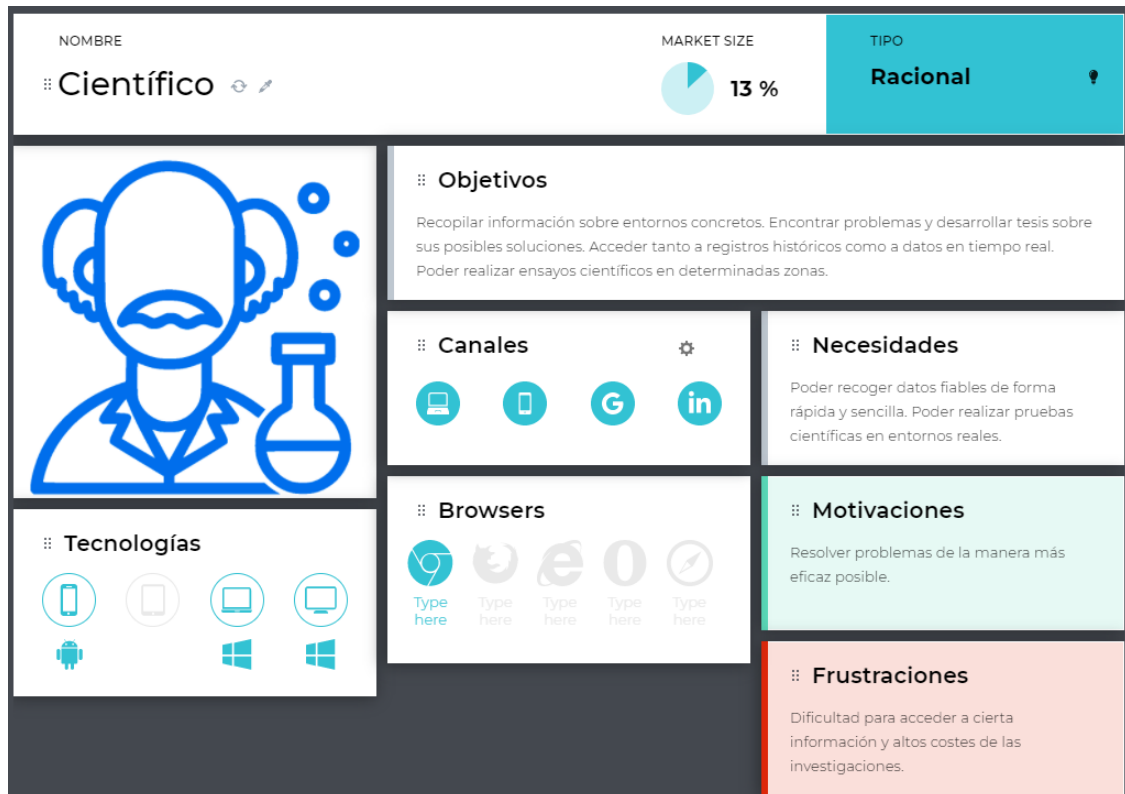 NOMBRE
Científico
MARKET SIZE
13 %
TIPO
Racional
Objetivos
Recopilar información sobre entornos concretos. Encontrar problemas y desarrollar tesis sobre
sus posibles soluciones. Acceder tanto a registros históricos como a datos en tiempo real.
Poder realizar ensayos científicos en determinadas zonas.
Canales
G
in
Necesidades
Poder recoger datos fiables de forma
rápida y sencilla. Poder realizar pruebas
científicas en entornos reales.
Tecnologías
Browsers
Type
here
Type
here
Type
here
Type
here
Type
here
Motivaciones
Resolver problemas de la manera más
eficaz posible.
Frustraciones
Dificultad para acceder a cierta
información y altos costes de las
investigaciones.